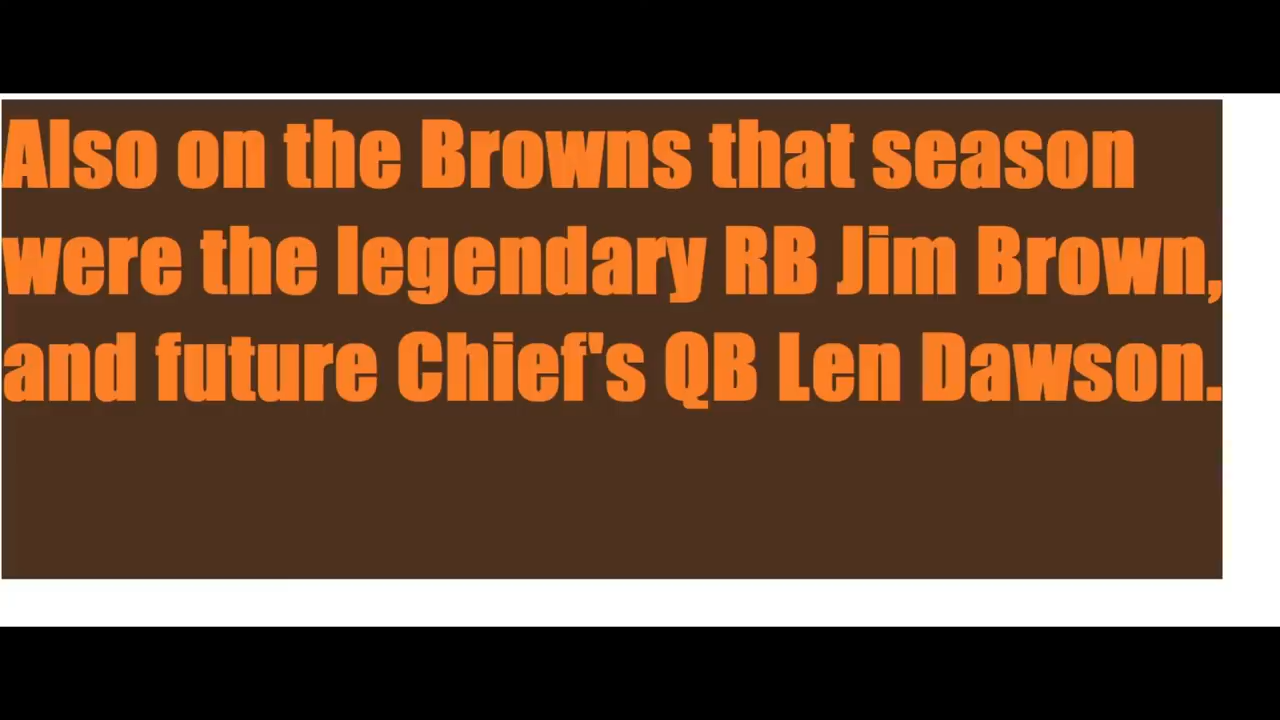 Also on the Browns that season
were the legendary RB Jim Brown,
and future Chief's QB Len Dawson.